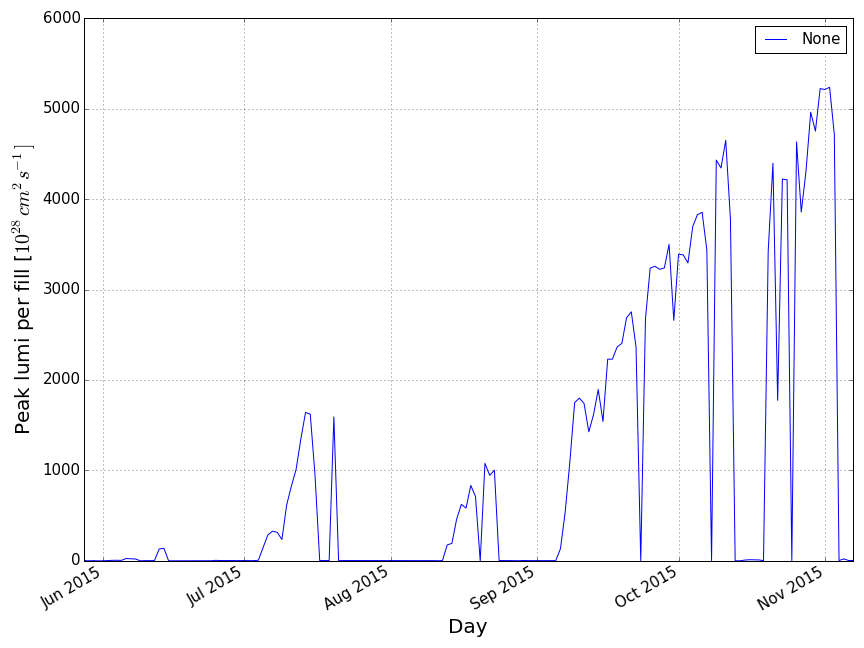 6000
None
5000
4000
3000
2000
1000
0
Peak lumi per fill [10^28 cm^2 s^-1 ]
Jun 2015
Jul 2015
Aug 2015
Sep 2015
Oct 2015
Nov 2015
Day